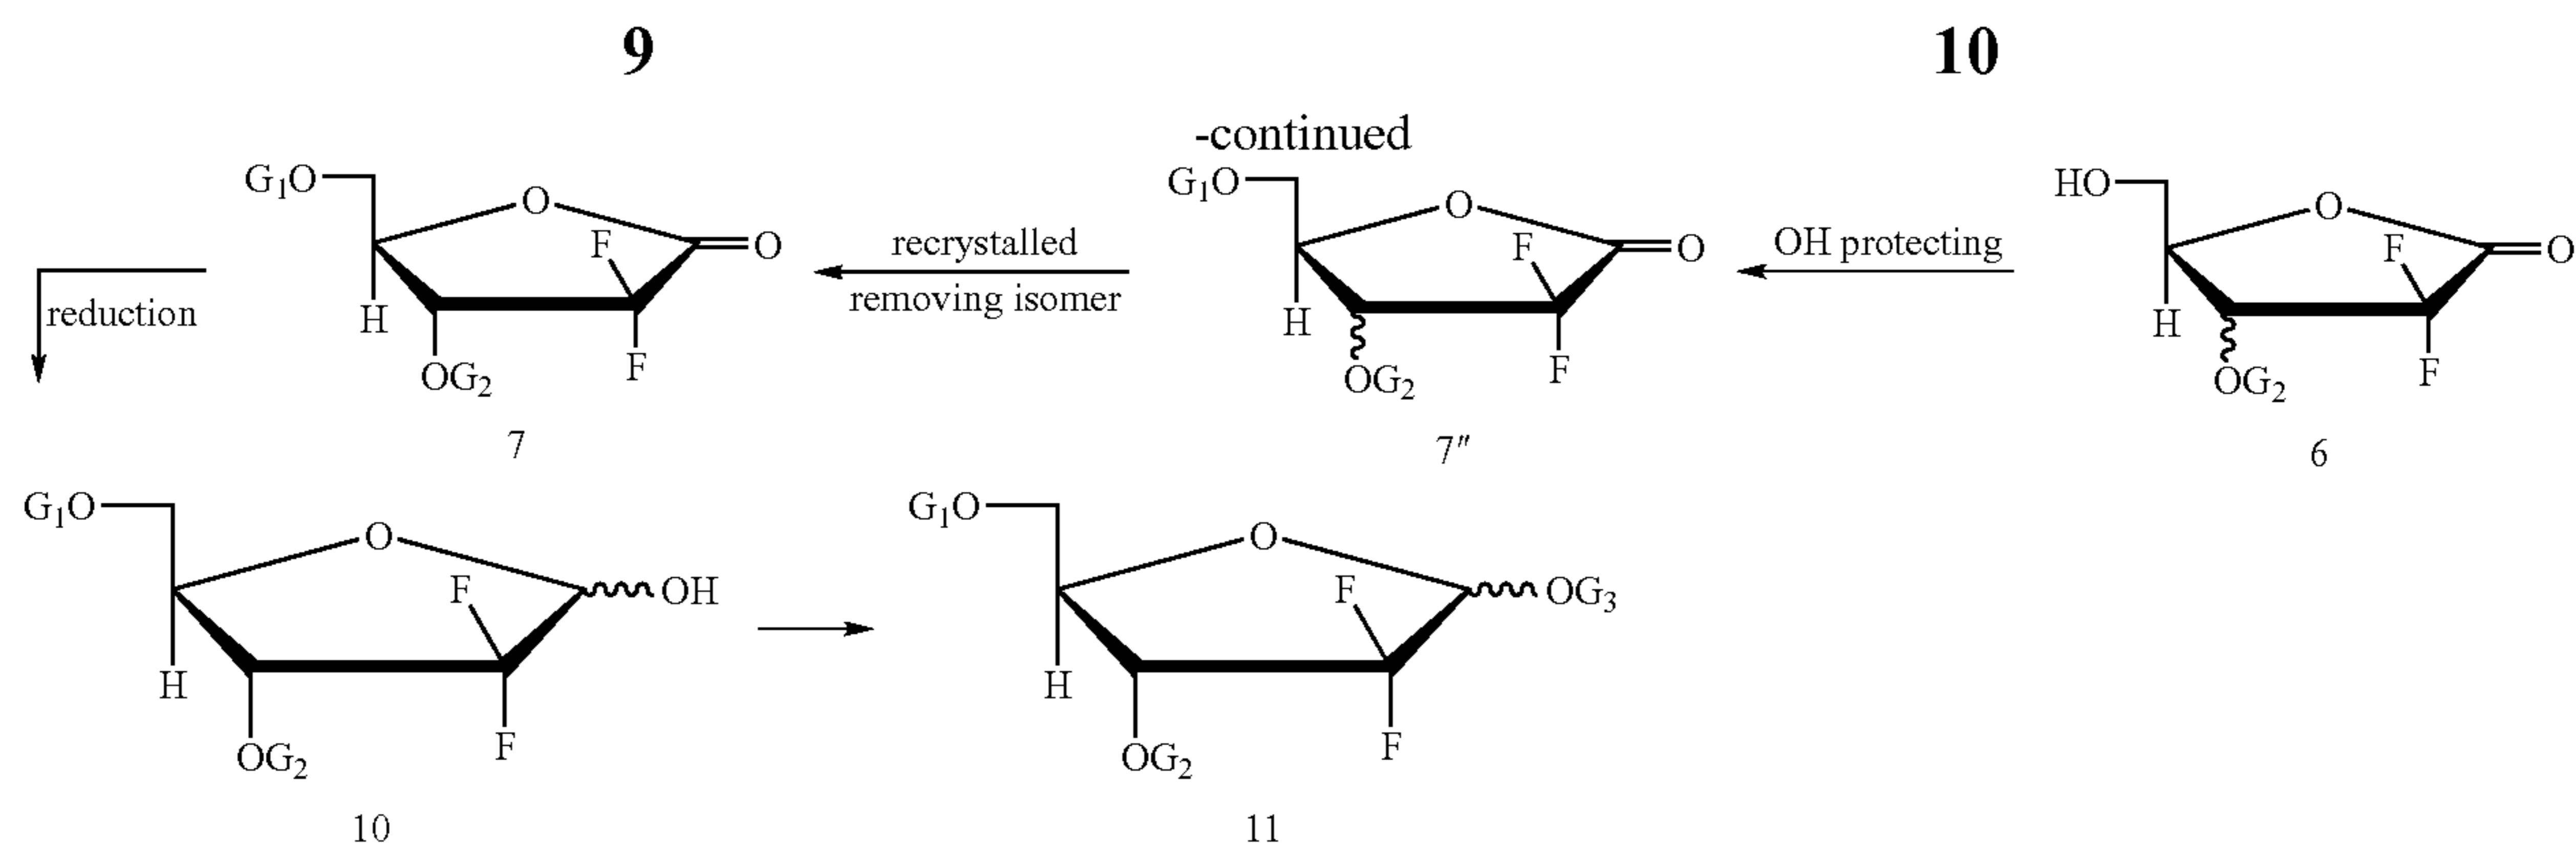 9 10
-continued
G₁O O F O H OG₂ F
7
recrystalled
removing isomer
G₁O O F O H OG₂ F
7″
OH protecting
HO O F O H OG₂ F
6
reduction
G₁O O F OH H OG₂ F
10
G₁O O F OG₃ H OG₂ F
11